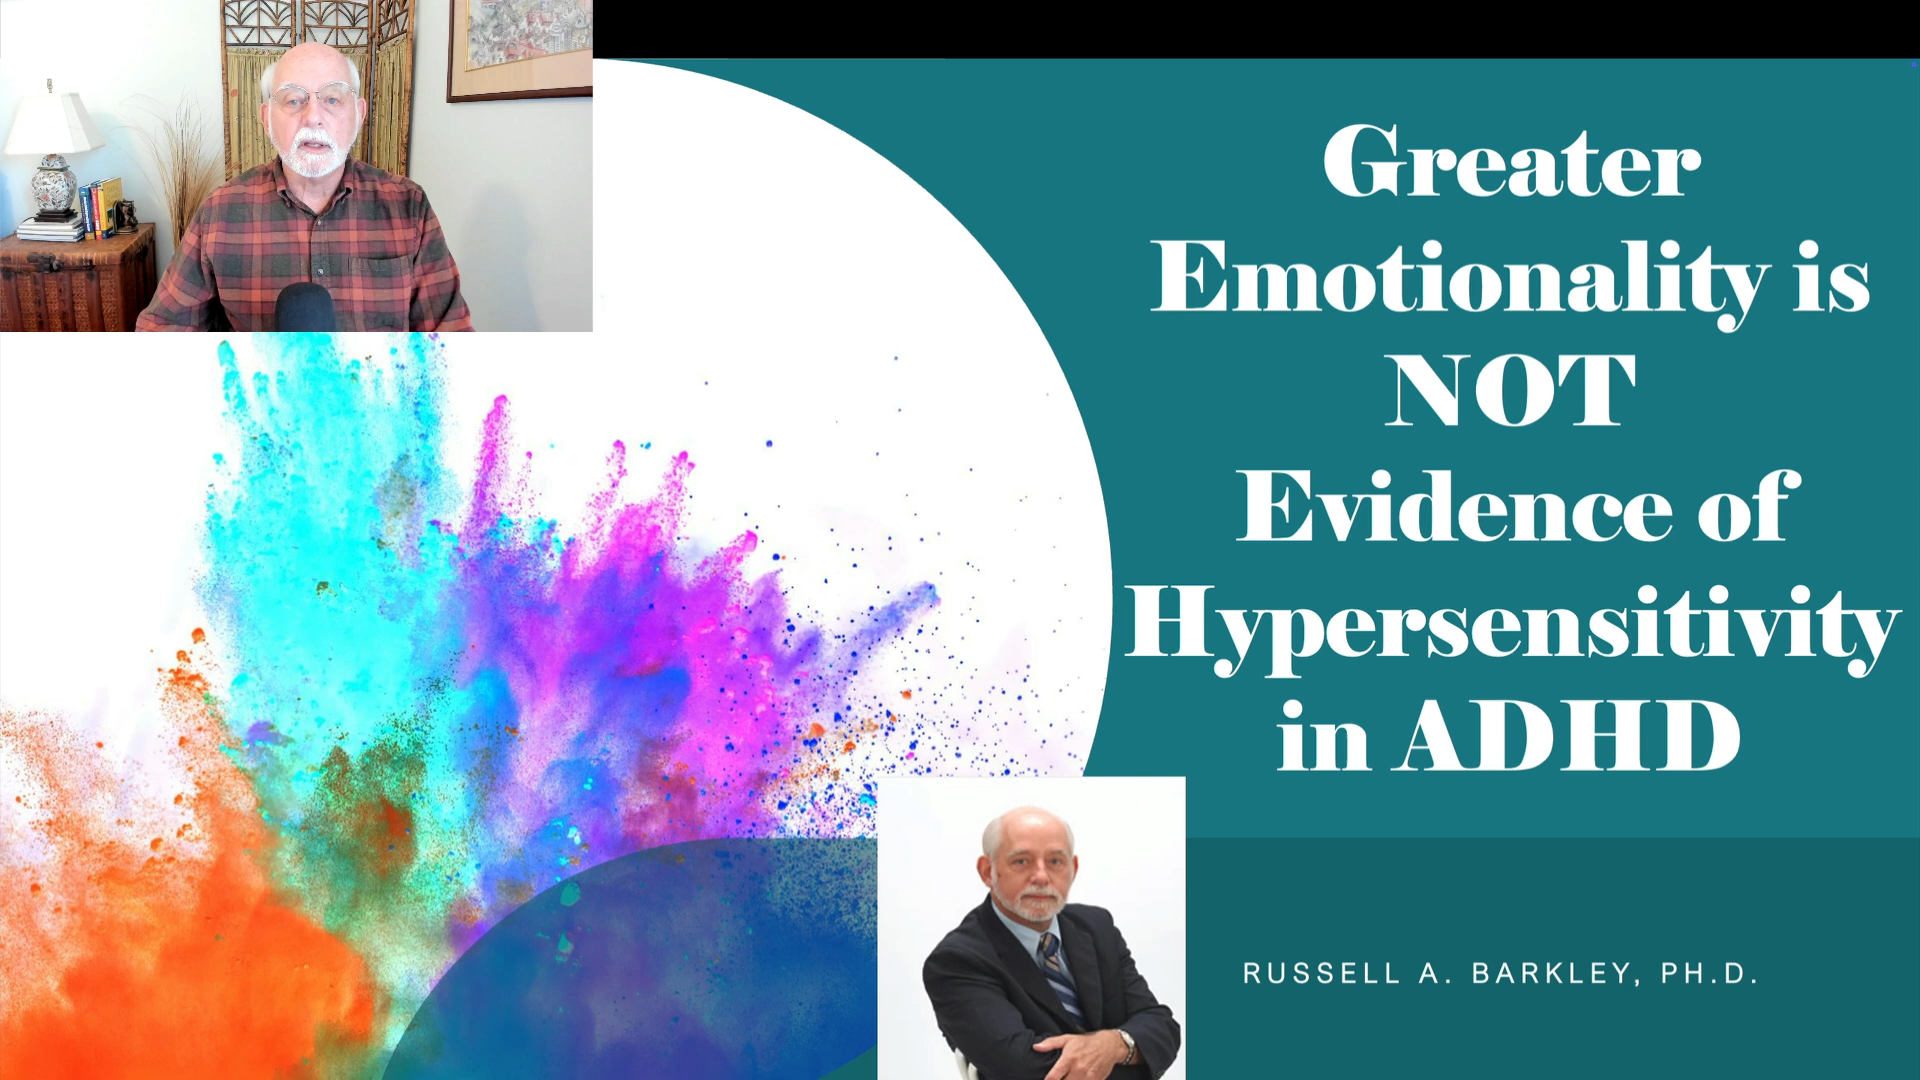 Greater
Emotionality is
NOT
Evidence of
Hypersensitivity
in ADHD
RUSSELL A. BARKLEY, PH.D.